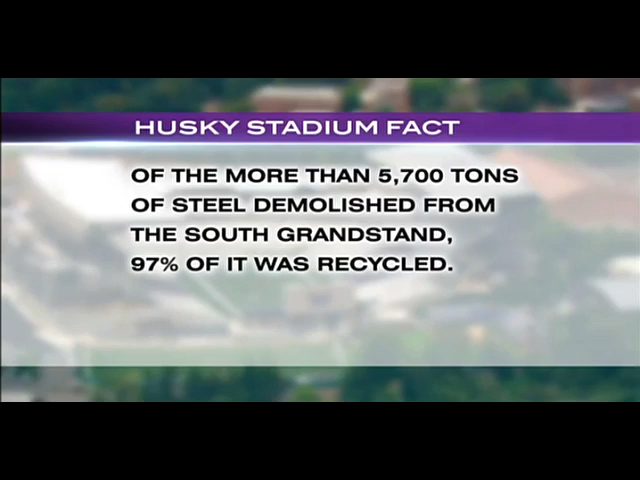 HUSKY STADIUM FACT
OF THE MORE THAN 5,700 TONS
OF STEEL DEMOLISHED FROM
THE SOUTH GRANDSTAND,
97% OF IT WAS RECYCLED.